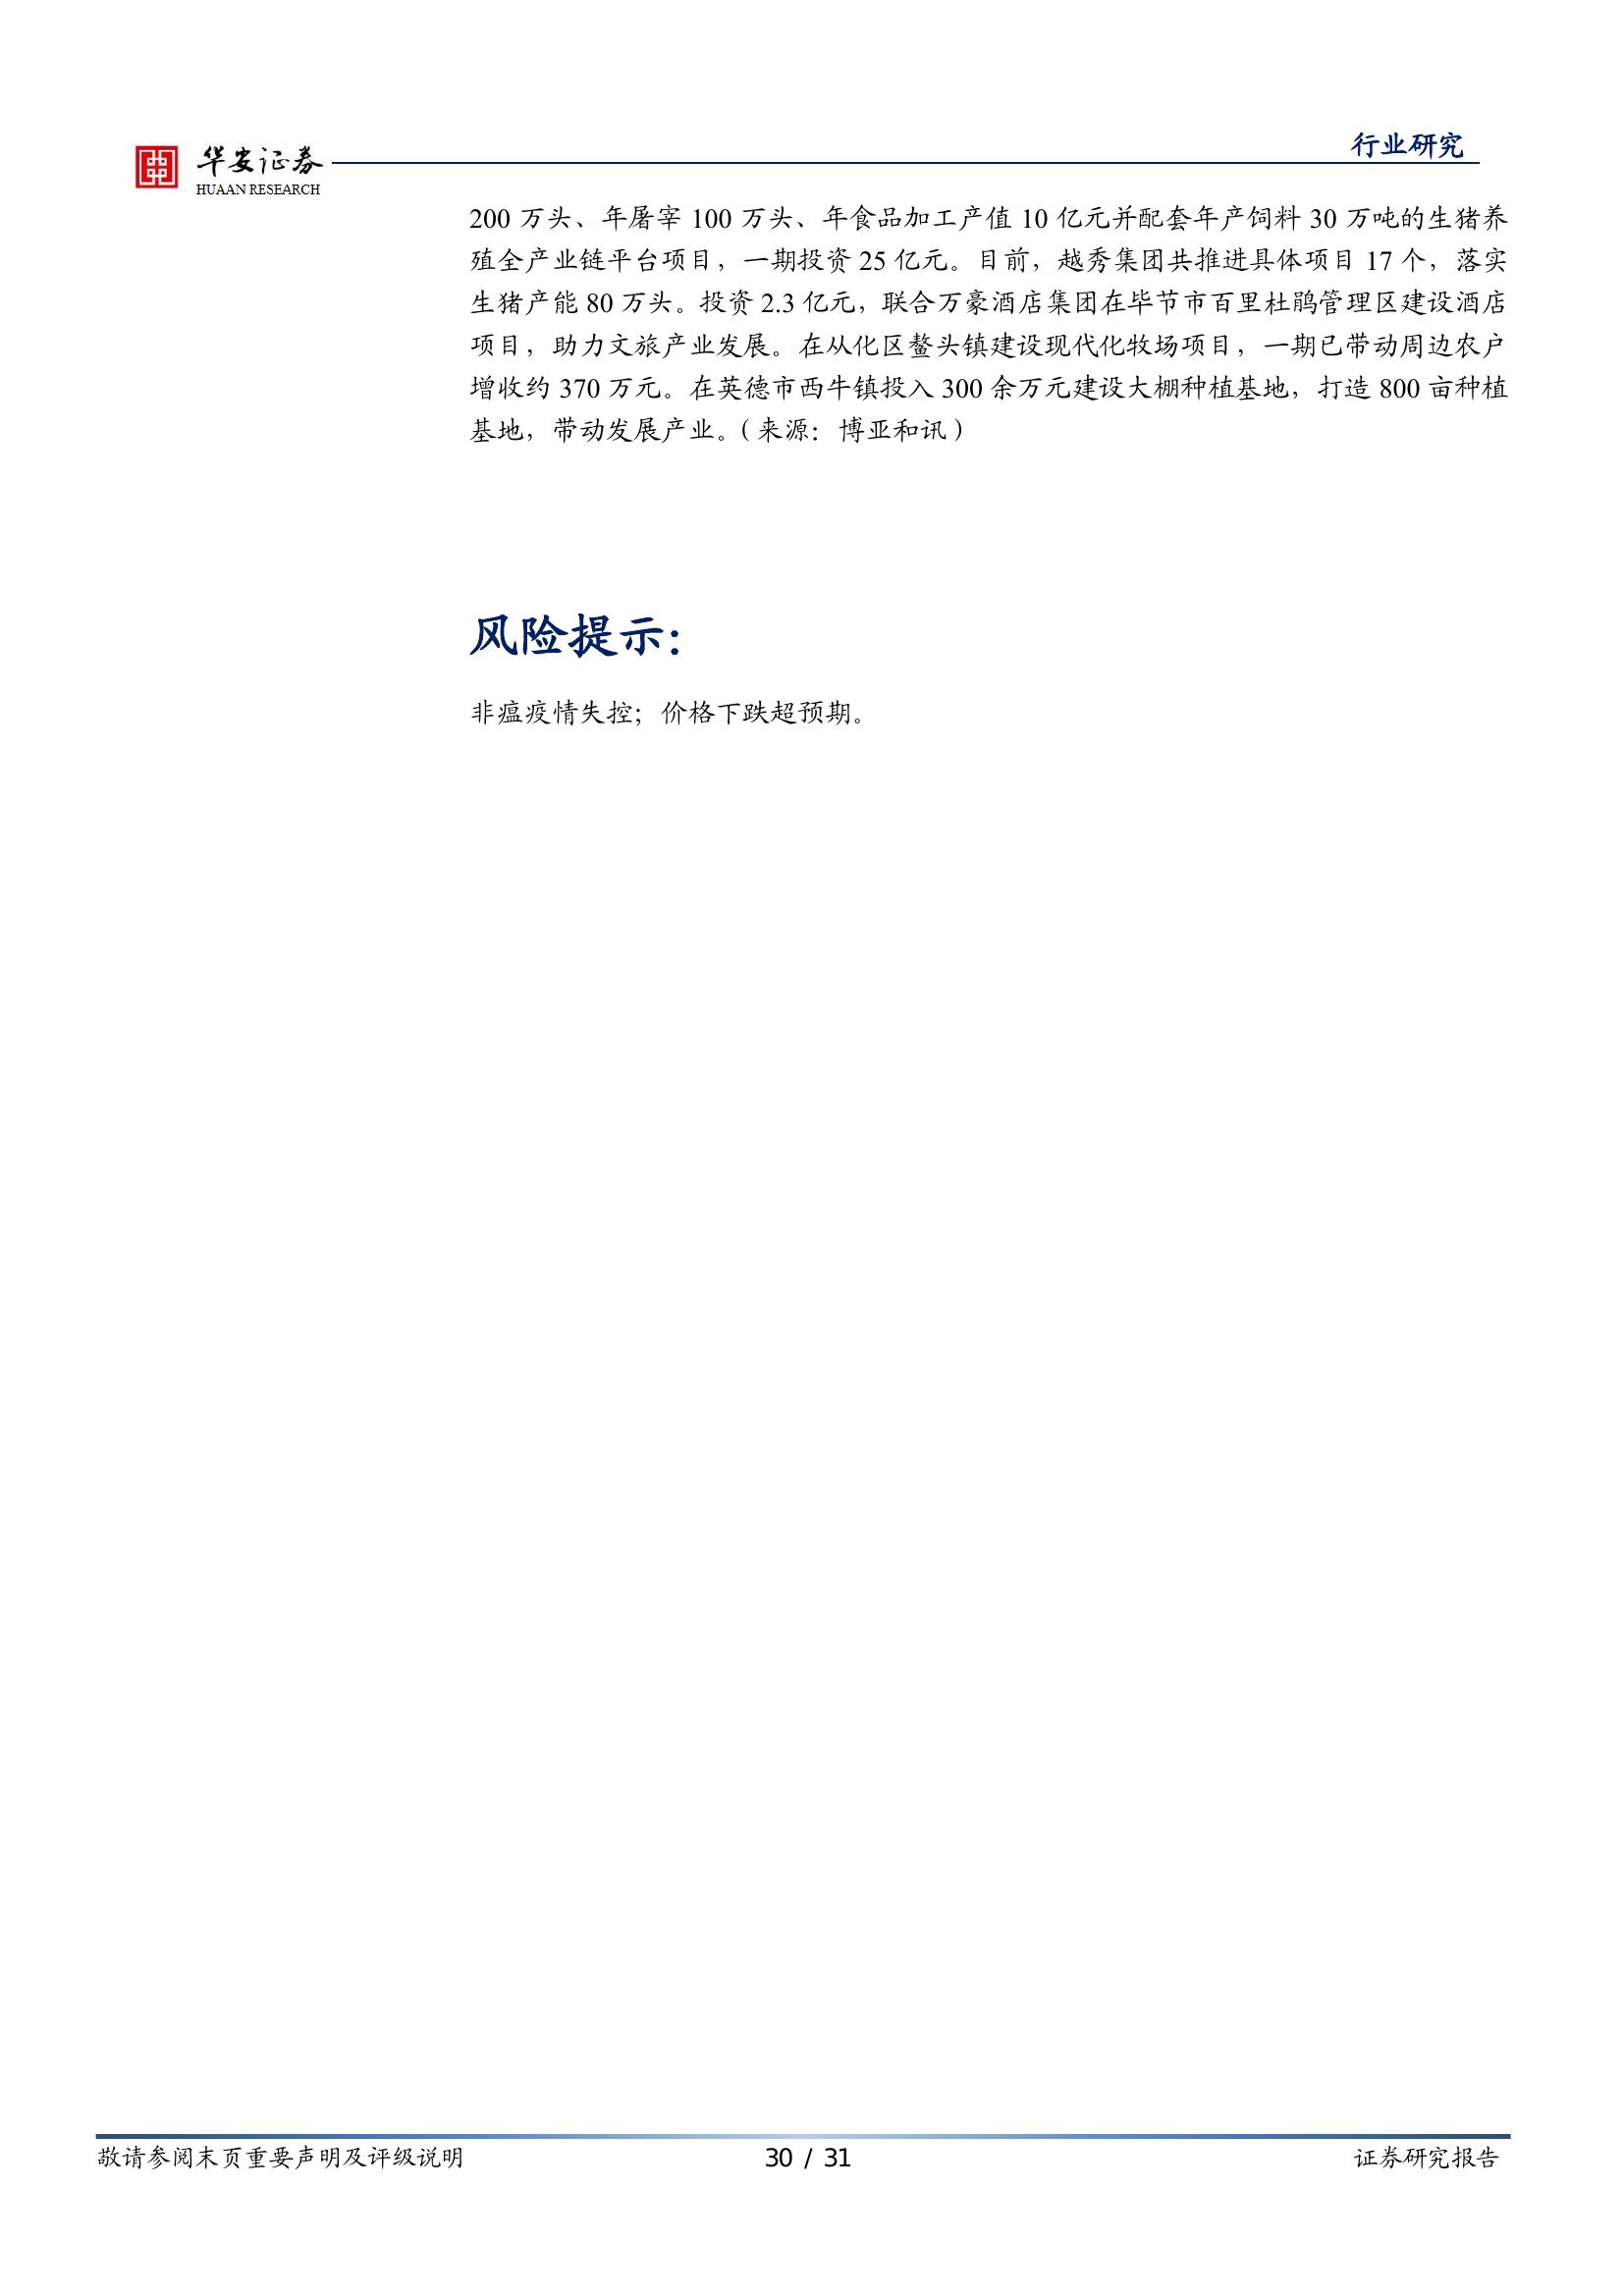 华安证券
HUAAN RESEARCH
行业研究
200 万头、年屠宰 100 万头、年食品加工产值 10 亿元并配套年产饲料 30 万吨的生猪养
殖全产业链平台项目，一期投资 25 亿元。目前，越秀集团共推进具体项目 17 个，落实
生猪产能 80 万头。投资 2.3 亿元，联合万豪酒店集团在毕节市百里杜鹃管理区建设酒店
项目，助力文旅产业发展。在从化区鳌头镇建设现代化牧场项目，一期已带动周边农户
增收约 370 万元。在英德市西牛镇投入 300 余万元建设大棚种植基地，打造 800 亩种植
基地，带动发展产业。（来源：博亚和讯）
风险提示：
非瘟疫情失控；价格下跌超预期。
敬请参阅末页重要声明及评级说明
30 / 31
证券研究报告